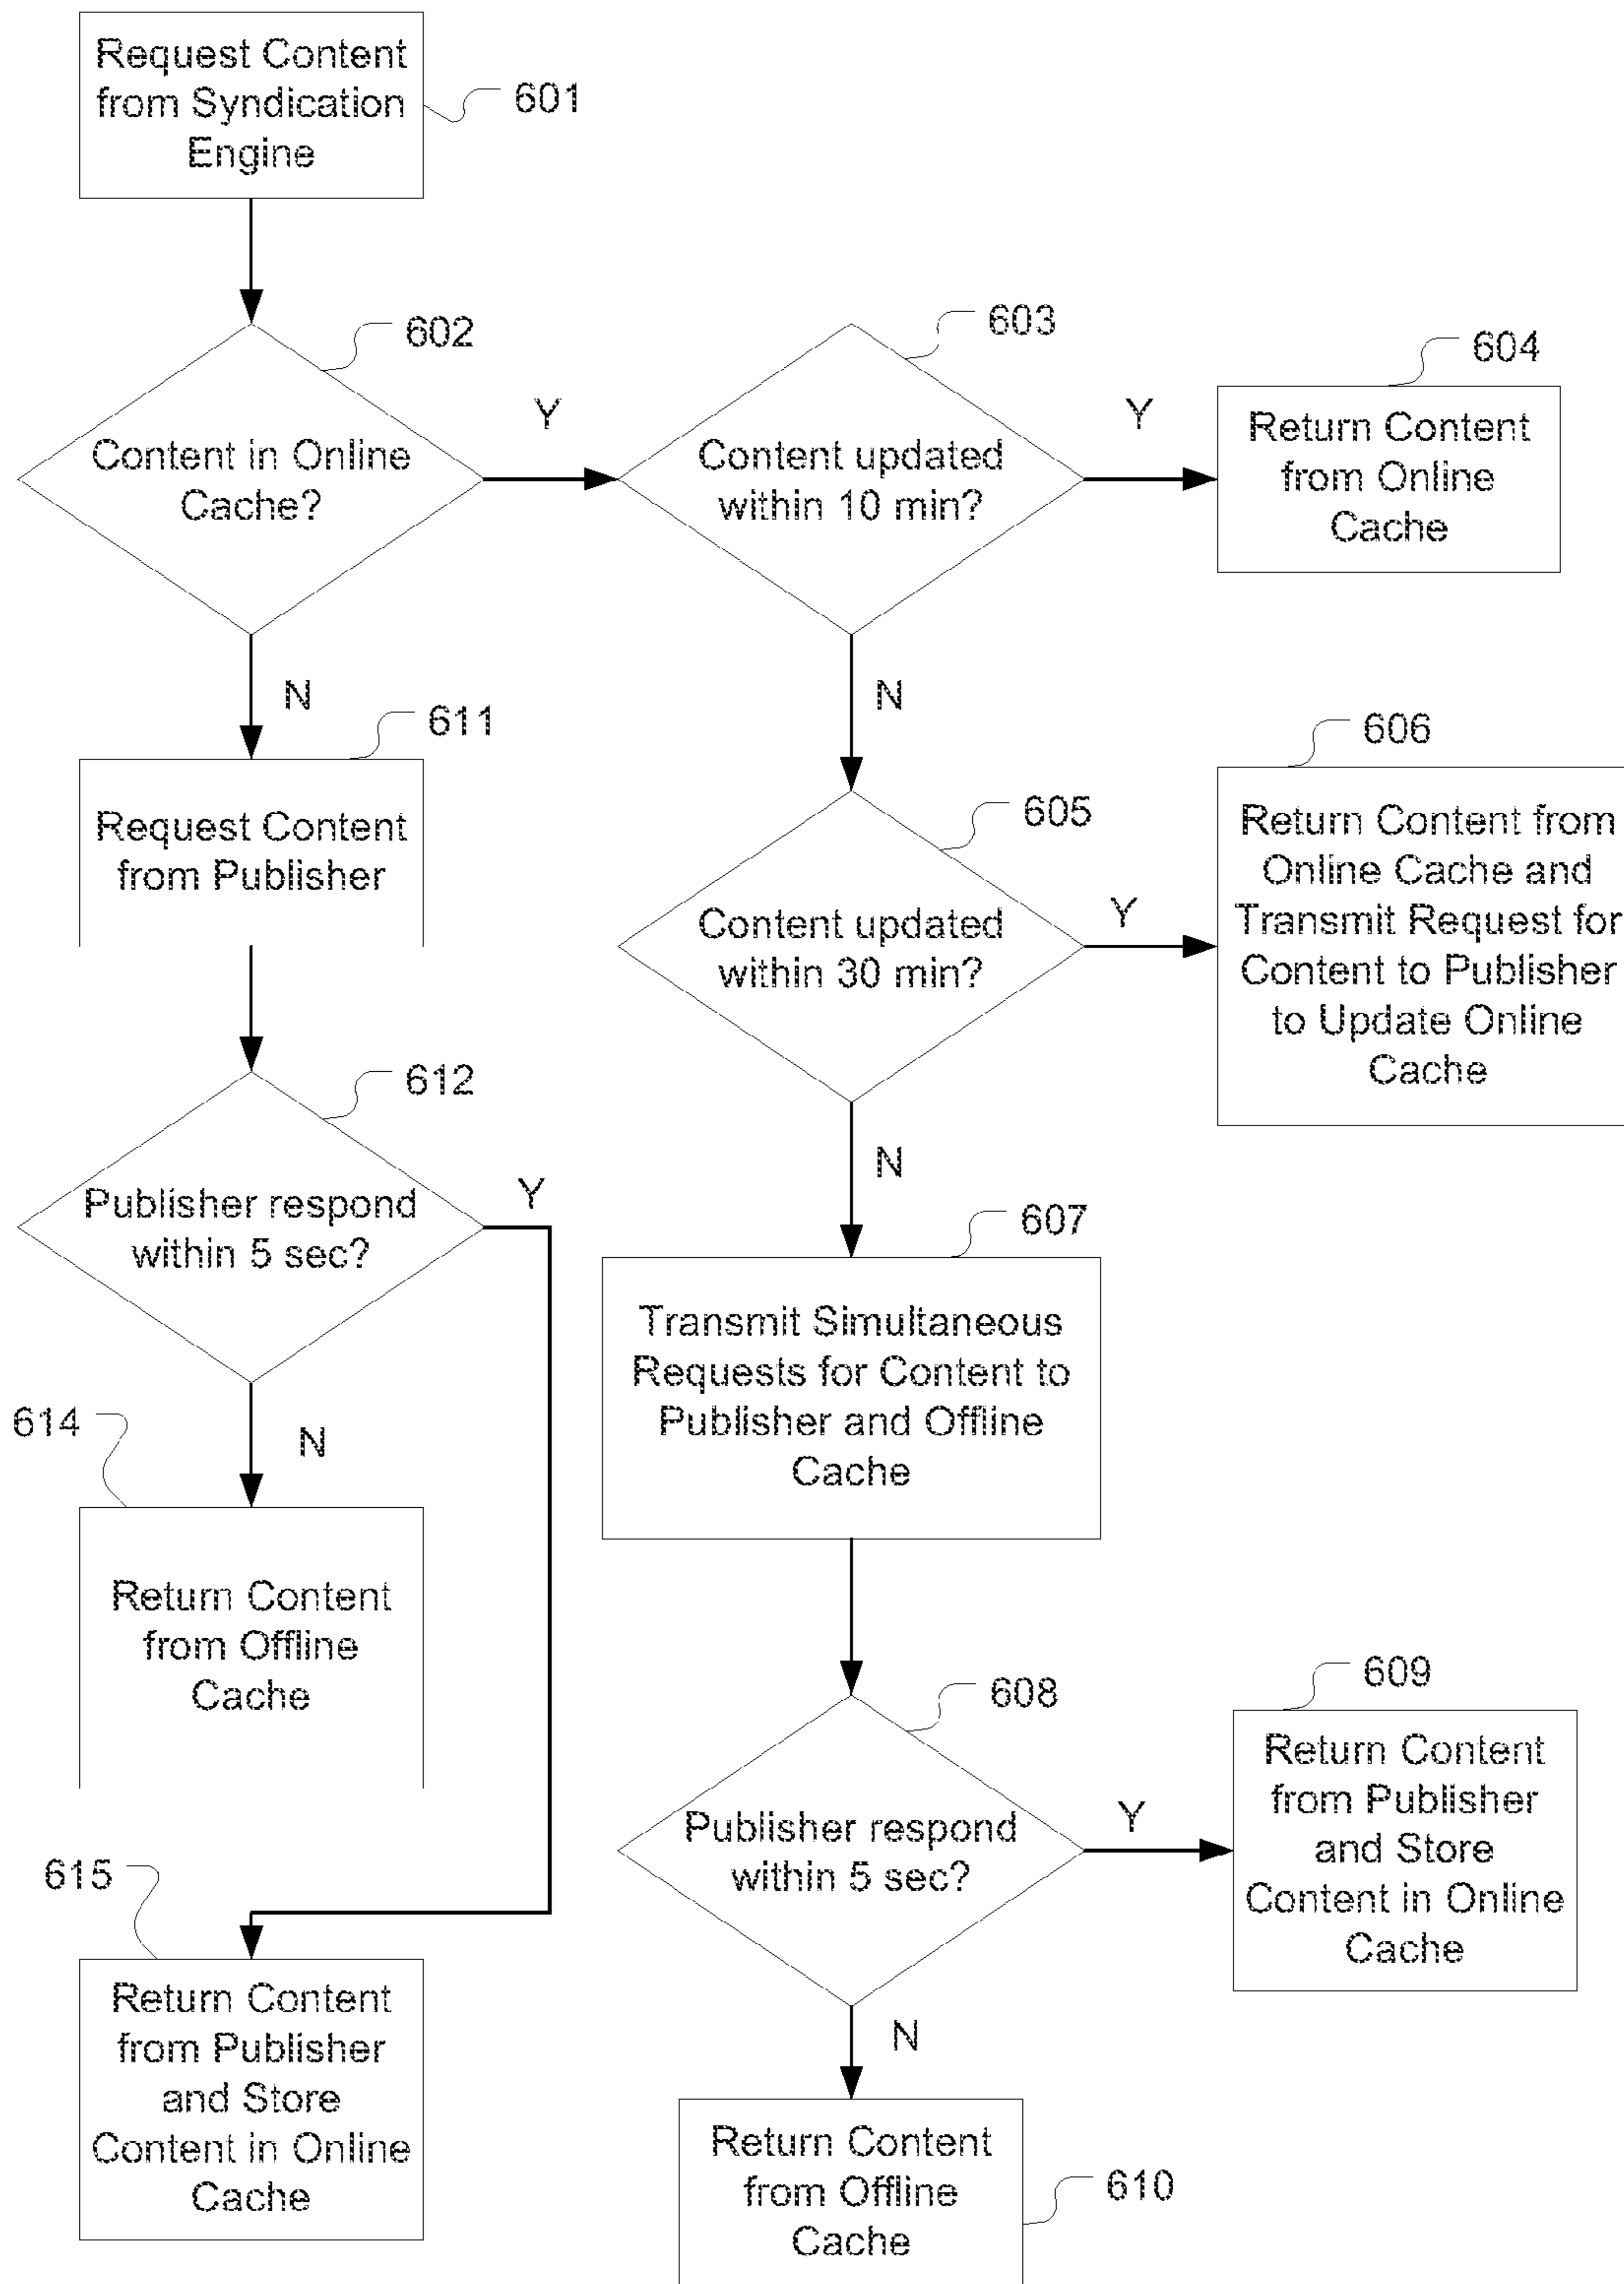 Request Content
from Syndication
Engine
601
602
Content in Online
Cache?
Y
603
Content updated
within 10 min?
Y
604
Return Content
from Online
Cache
N
611
Request Content
from Publisher
N
605
Content updated
within 30 min?
Y
606
Return Content from
Online Cache and
Transmit Request for
Content to Publisher
to Update Online
Cache
612
Publisher respond
within 5 sec?
Y
N
607
Transmit Simultaneous
Requests for Content to
Publisher and Offline
Cache
614
N
Return Content
from Offline
Cache
608
Publisher respond
within 5 sec?
Y
609
Return Content
from Publisher
and Store
Content in Online
Cache
615
Return Content
from Publisher
and Store
Content in Online
Cache
N
Return Content
from Offline
Cache
610